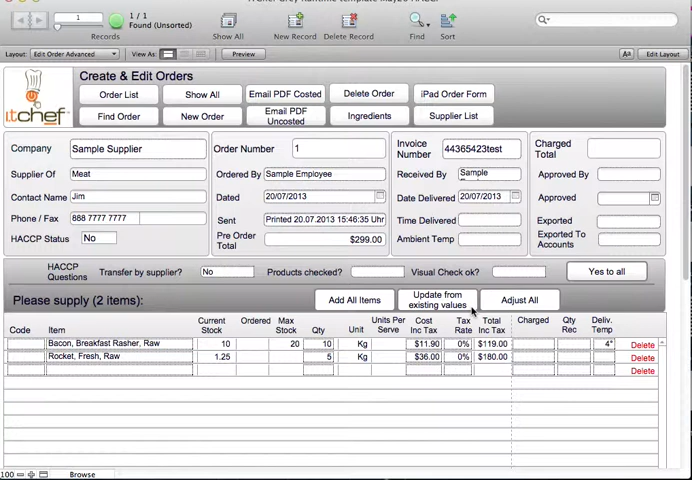 1
1 / 1
Found (Unsorted)
Records
Show All
New Record
Delete Record
Find
Sort
Layout: Edit Order Advanced
View As:
Preview
Aa
Edit Layout
i.t.chef
Create & Edit Orders
Order List
Show All
Email PDF Costed
Delete Order
iPad Order Form
Find Order
New Order
Email PDF Uncosted
Ingredients
Supplier List
Company Sample Supplier
Supplier Of Meat
Contact Name Jim
Phone / Fax 888 7777 7777
HACCP Status No
Order Number 1
Ordered By Sample Employee
Dated 20/07/2013
Sent Printed 20.07.2013 15:46:35 Uhr
Pre Order Total $299.00
Invoice Number 44365423test
Received By Sample
Date Delivered 20/07/2013
Time Delivered
Ambient Temp
Charged Total
Approved By
Approved
Exported
Exported To Accounts
HACCP Questions Transfer by supplier? No Products checked? Visual Check ok? Yes to all
Please supply (2 items): Add All Items Update from existing values Adjust All
Code Item Current Stock Ordered Max Stock Qty Unit Units Per Serve Cost Inc Tax Tax Rate Total Inc Tax Charged Qty Rec Deliv. Temp
Bacon, Breakfast Rasher, Raw 10 20 10 Kg $11.90 0% $119.00 4° Delete
Rocket, Fresh, Raw 1.25 5 Kg $36.00 0% $180.00 Delete
Delete
100 Browse